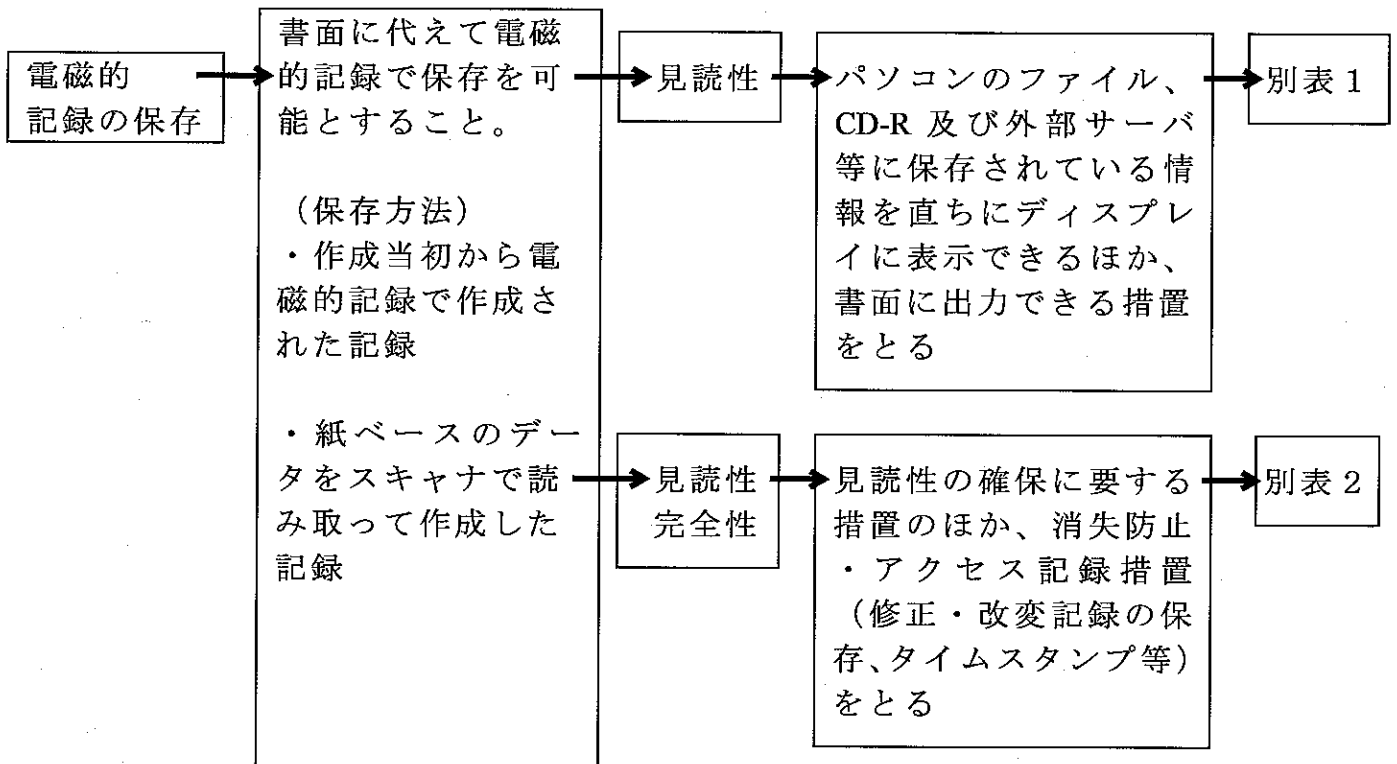 電磁的
記録の保存
書面に代えて電磁
的記録で保存を可
能とすること。
（保存方法）
・作成当初から電
磁的記録で作成さ
れた記録
・紙ベースのデー
タをスキャナで読
み取って作成した
記録
見読性
パソコンのファイル、
CD-R 及び外部サーバ
等に保存されている情
報を直ちにディスプレ
イに表示できるほか、
書面に出力できる措置
をとる
別表１
見読性
完全性
見読性の確保に要する
措置のほか、消失防止
・アクセス記録措置
（修正・改変記録の保
存、タイムスタンプ等）
をとる
別表２